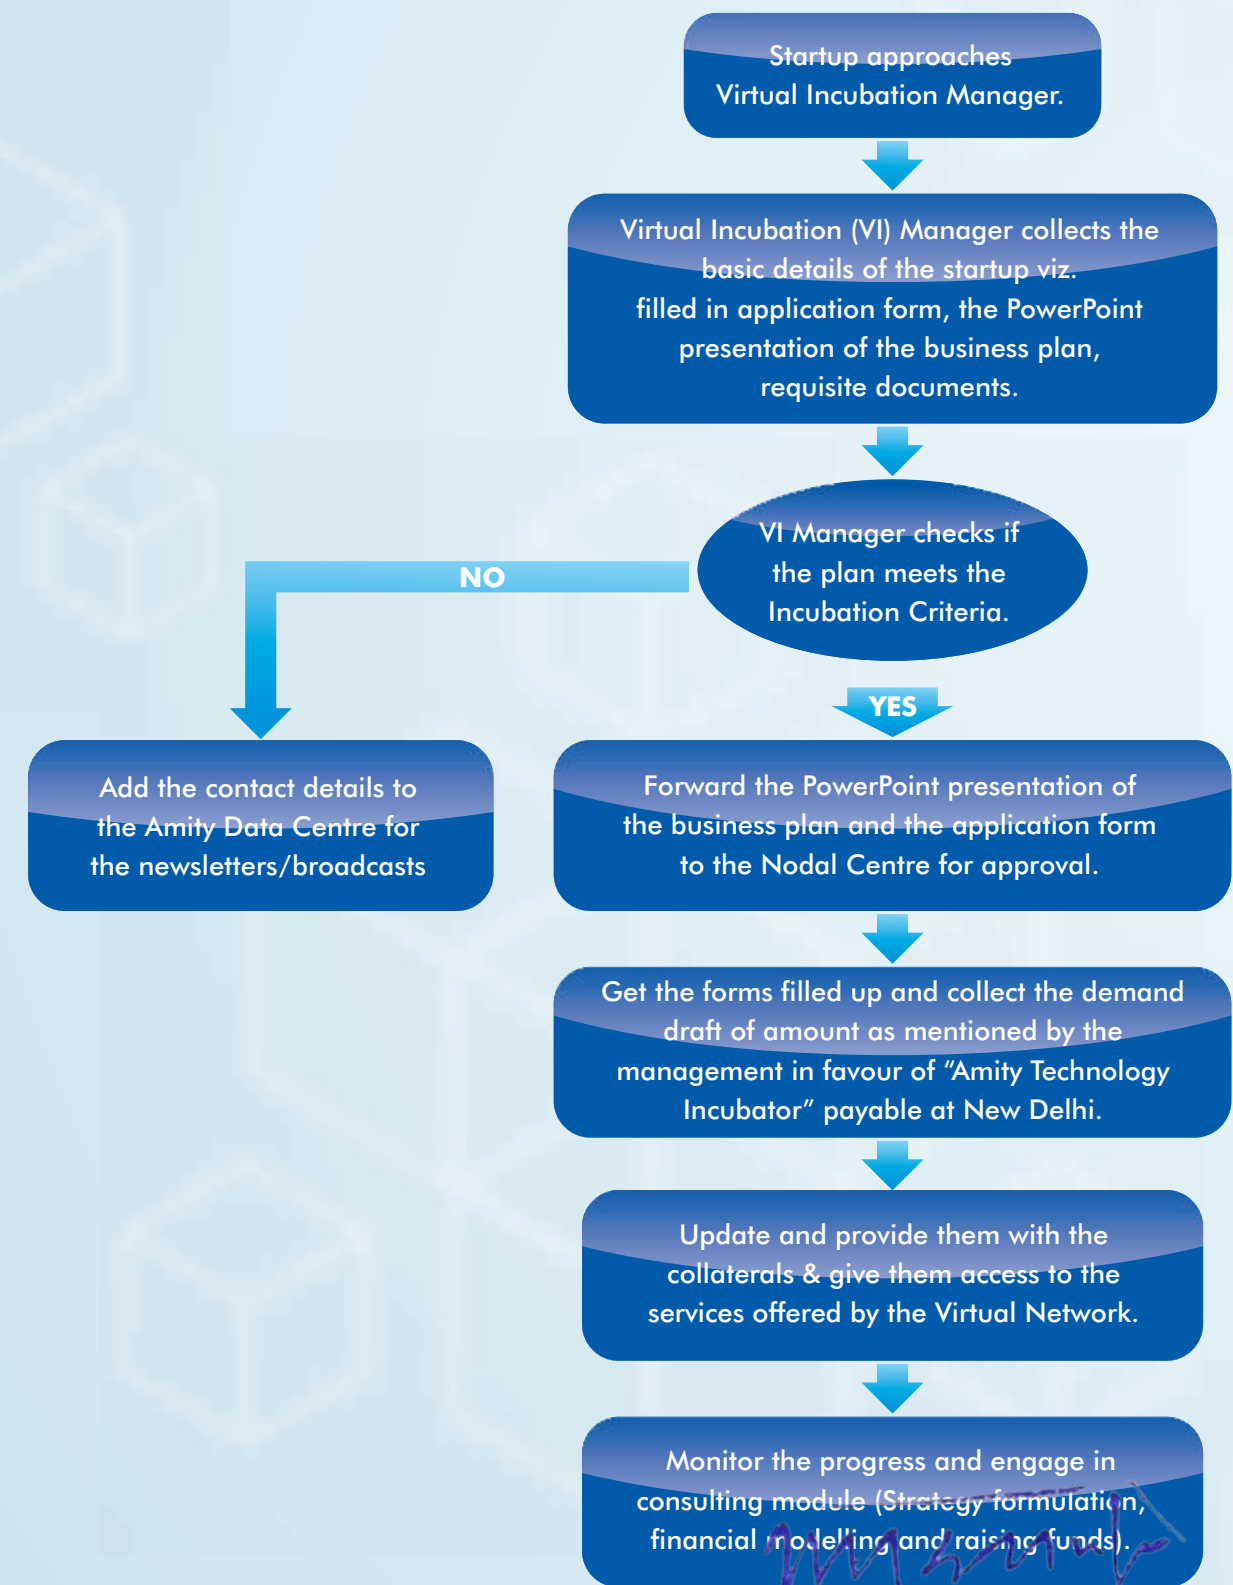 Startup approaches
Virtual Incubation Manager.
Virtual Incubation (VI) Manager collects the
basic details of the startup viz.
filled in application form, the PowerPoint
presentation of the business plan,
requisite documents.
VI Manager checks if
the plan meets the
Incubation Criteria.
NO
YES
Add the contact details to
the Amity Data Centre for
the newsletters/broadcasts
Forward the PowerPoint presentation of
the business plan and the application form
to the Nodal Centre for approval.
Get the forms filled up and collect the demand
draft of amount as mentioned by the
management in favour of “Amity Technology
Incubator” payable at New Delhi.
Update and provide them with the
collaterals & give them access to the
services offered by the Virtual Network.
Monitor the progress and engage in
consulting module (Strategy formulation,
financial modelling and raising funds).